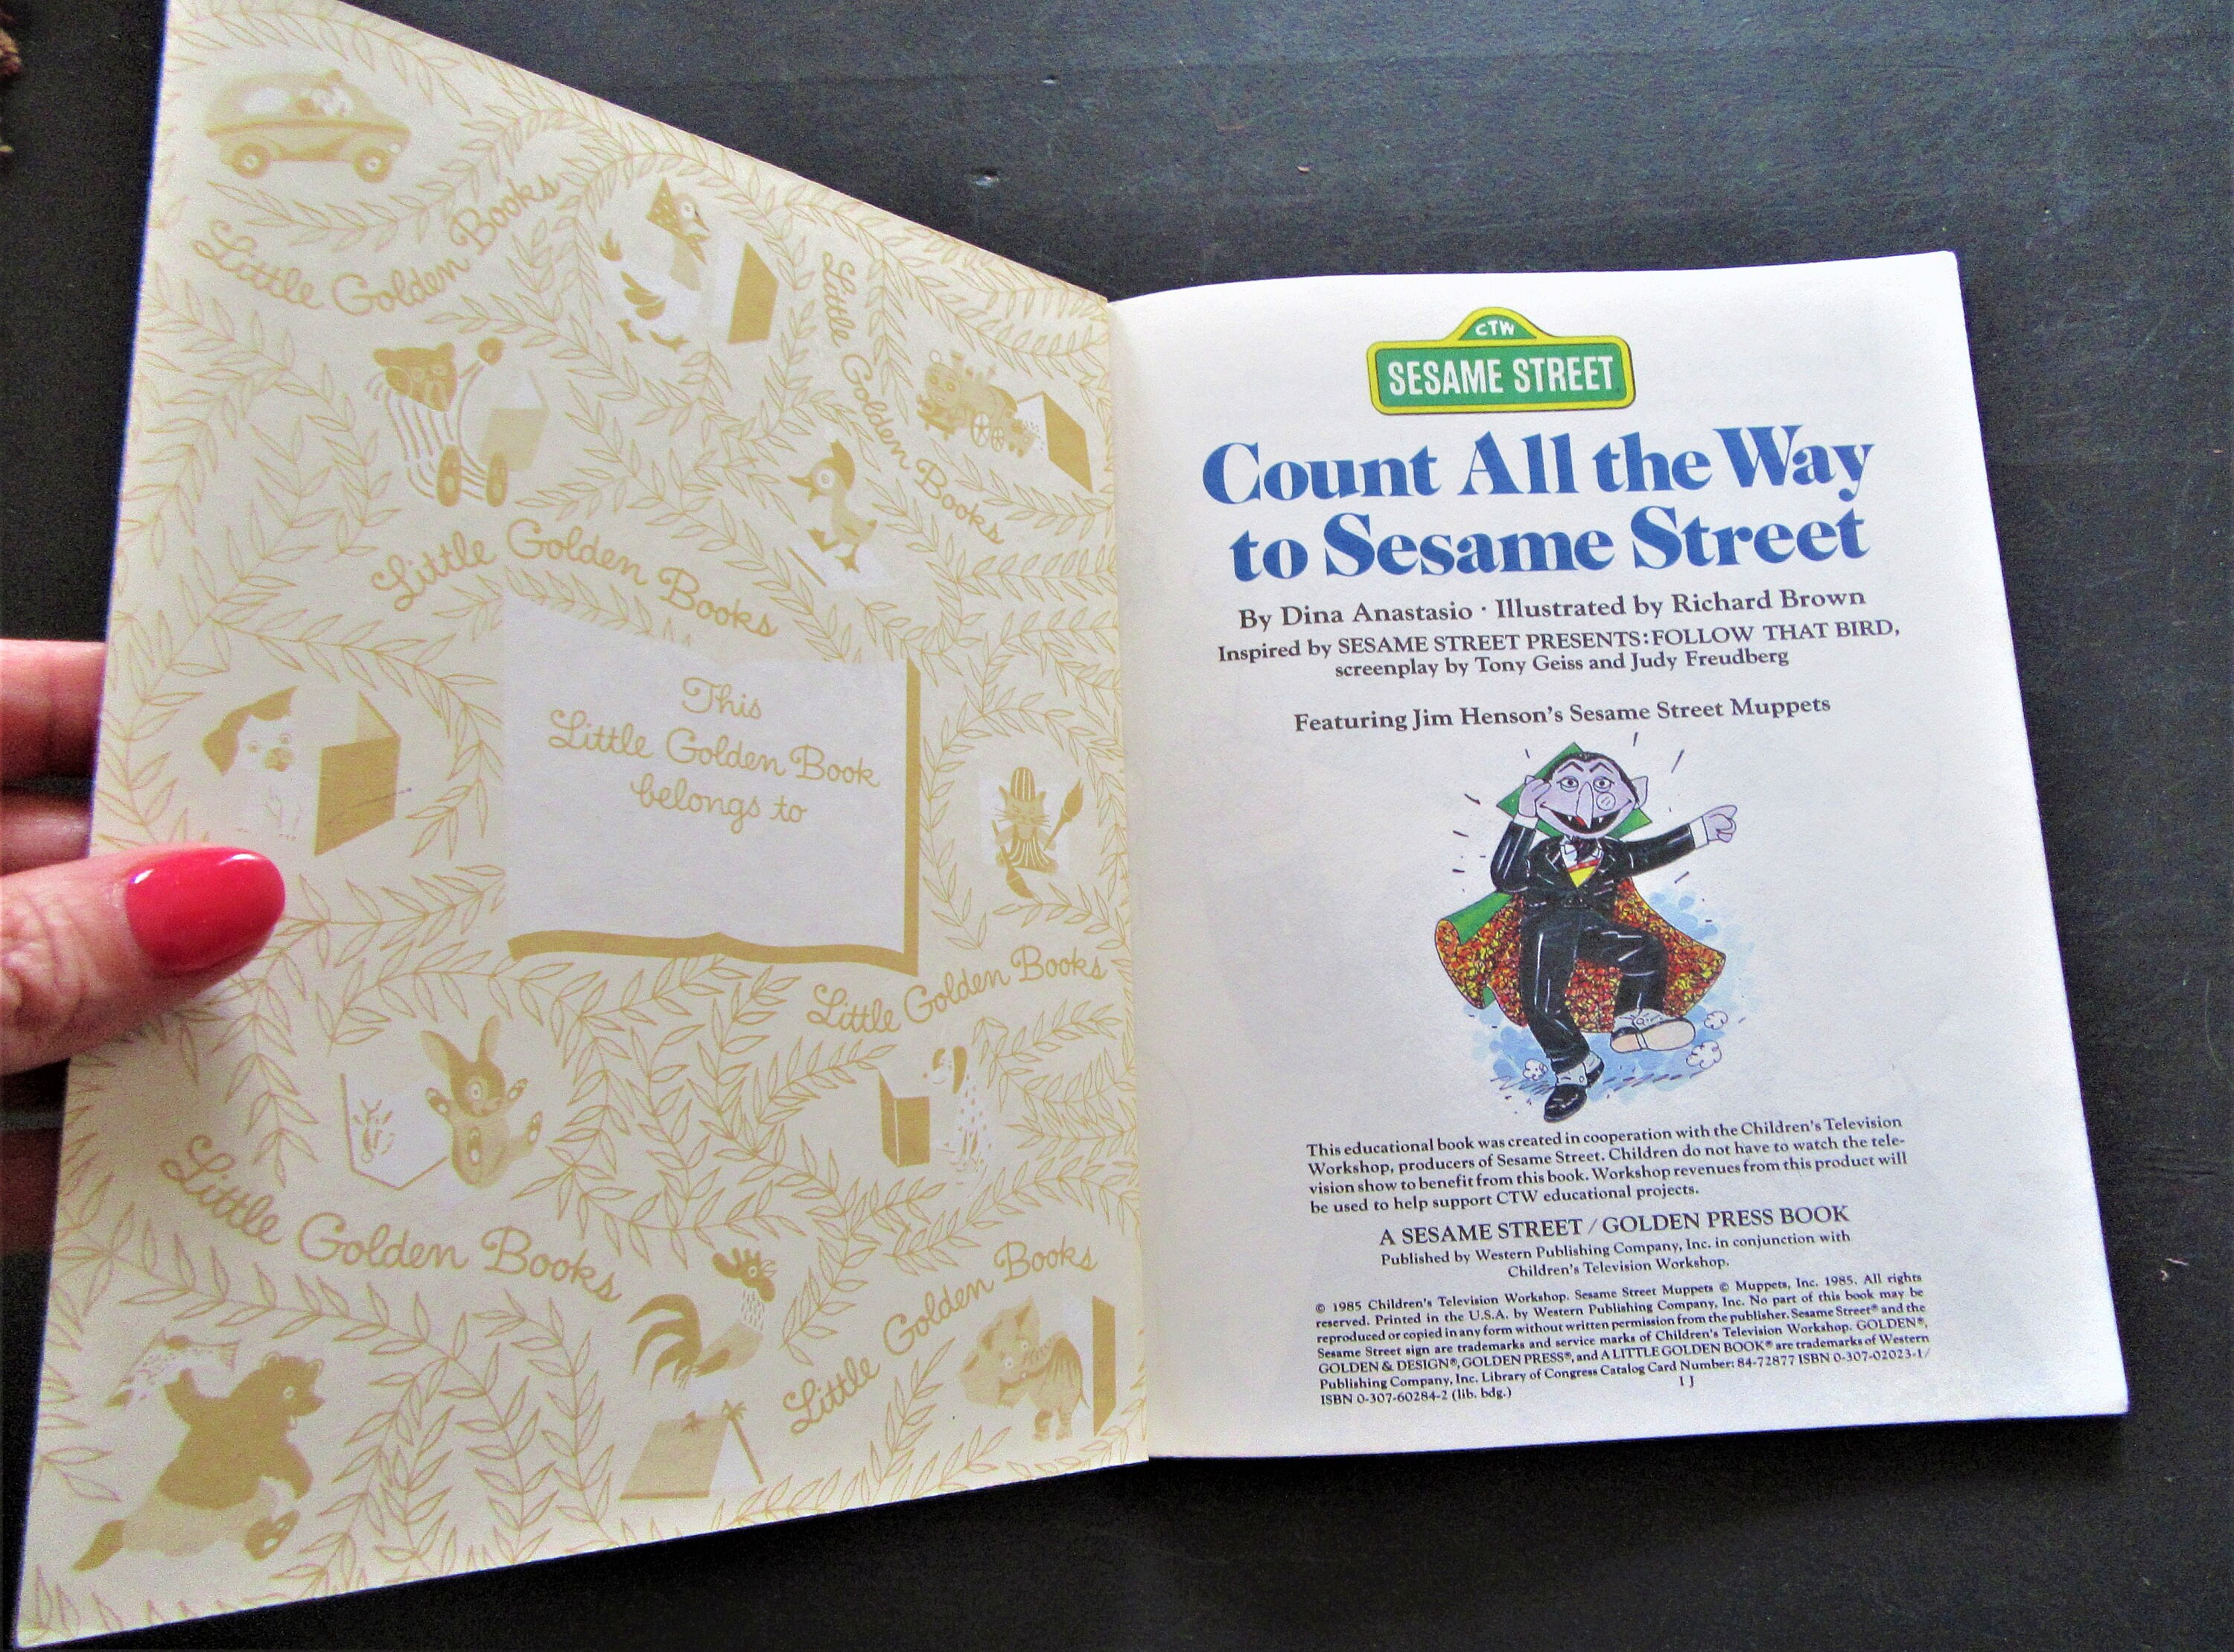 Little Golden Books
Little Golden Books
Little Golden Books
This
Little Golden Book
belongs to
Little Golden Books
Little Golden Books
Little Golden Books
CTW
SESAME STREET
Count All the Way
to Sesame Street
By Dina Anastasio · Illustrated by Richard Brown
Inspired by SESAME STREET PRESENTS: FOLLOW THAT BIRD,
screenplay by Tony Geiss and Judy Freudberg
Featuring Jim Henson's Sesame Street Muppets
This educational book was created in cooperation with the Children's Television
Workshop, producers of Sesame Street. Children do not have to watch the tele-
vision show to benefit from this book. Workshop revenues from this product will
be used to help support CTW educational projects.
A SESAME STREET / GOLDEN PRESS BOOK
Published by Western Publishing Company, Inc. in conjunction with
Children's Television Workshop.
© 1985 Children's Television Workshop. Sesame Street Muppets © Muppets, Inc. 1985. All rights
reserved. Printed in the U.S.A. by Western Publishing Company, Inc. No part of this book may be
reproduced or copied in any form without written permission from the publisher. Sesame Street® and the
Sesame Street sign are trademarks and service marks of Children's Television Workshop. GOLDEN®,
GOLDEN & DESIGN®, GOLDEN PRESS®, and A LITTLE GOLDEN BOOK® are trademarks of Western
Publishing Company, Inc. Library of Congress Catalog Card Number: 84-72877 ISBN 0-307-02023-1/
ISBN 0-307-60284-2 (lib. bdg.)
I J